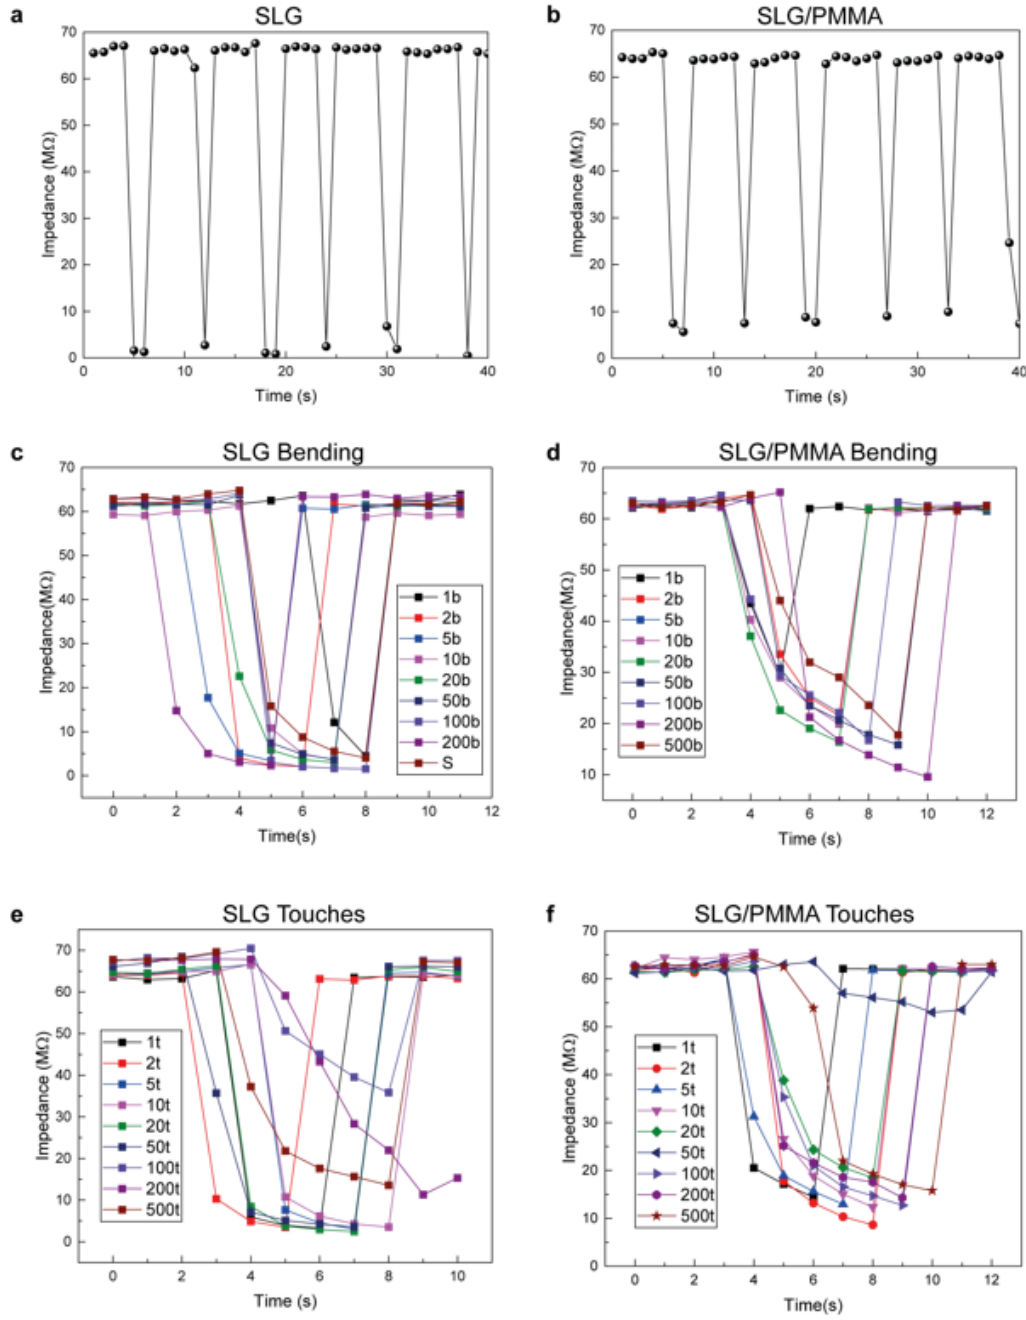 a
SLG
70
60
50
40
30
20
10
0
Impedance (MΩ)
0 10 20 30 40
Time (s)
b
SLG/PMMA
70
60
50
40
30
20
10
0
Impedance (MΩ)
0 10 20 30 40
Time (s)
c
SLG Bending
70
60
50
40
30
20
10
0
Impedance(MΩ)
1b
2b
5b
10b
20b
50b
100b
200b
S
0 2 4 6 8 10 12
Time(s)
d
SLG/PMMA Bending
70
60
50
40
30
20
10
Impedance(MΩ)
1b
2b
5b
10b
20b
50b
100b
200b
500b
0 2 4 6 8 10 12
Time (s)
e
SLG Touches
70
60
50
40
30
20
10
0
Impedance (MΩ)
1t
2t
5t
10t
20t
50t
100t
200t
500t
0 2 4 6 8 10
Time (s)
f
SLG/PMMA Touches
70
60
50
40
30
20
10
0
Impedance (MΩ)
1t
2t
5t
10t
20t
50t
100t
200t
500t
0 2 4 6 8 10 12
Time (s)